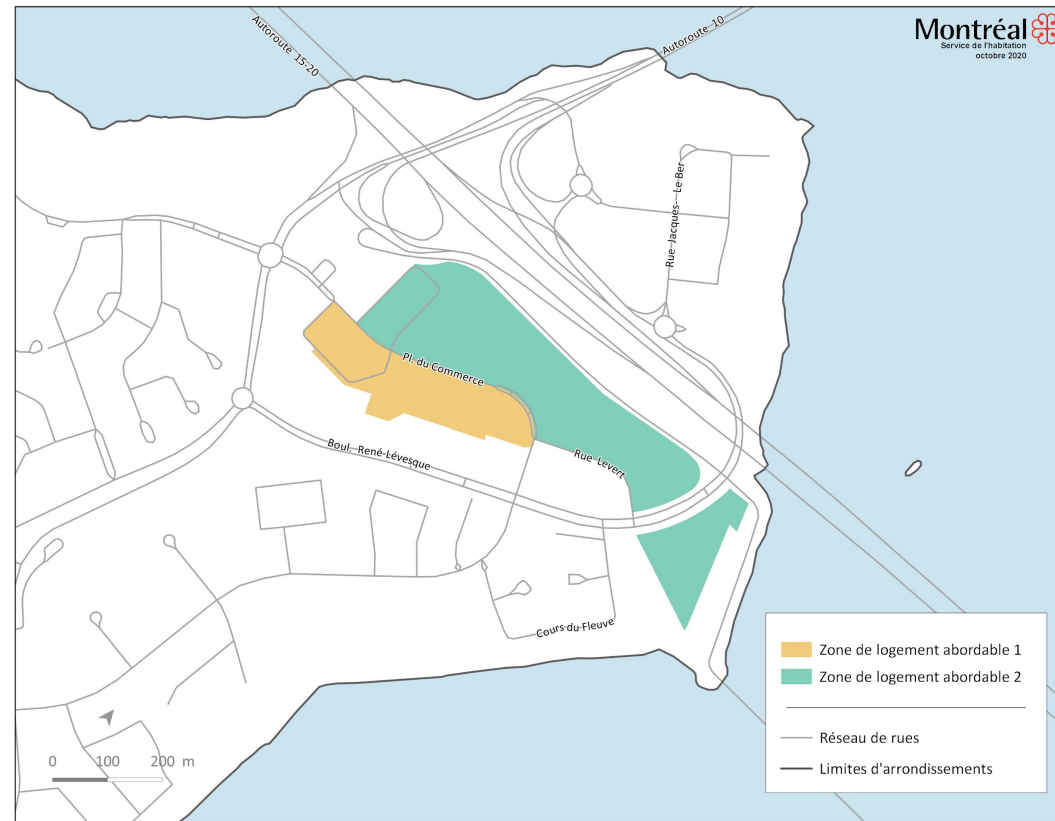 Montréal
Service de l'habitation
octobre 2020
Autoroute 15-20
Autoroute 10
Rue Jacques-Le Ber
Pl. du Commerce
Boul. René-Lévesque
Rue Levert
Cours du Fleuve
Zone de logement abordable 1
Zone de logement abordable 2
Réseau de rues
Limites d'arrondissements
0 100 200 m